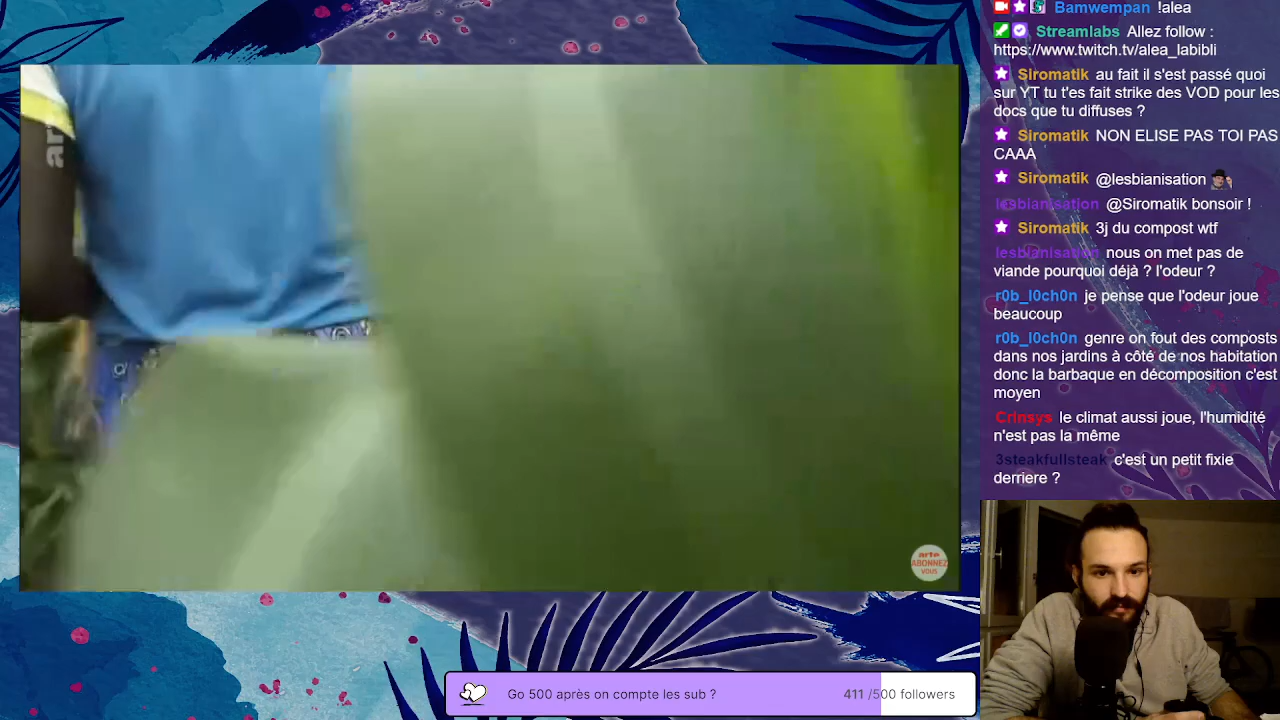 ar
arte
ABONNEZ
VOUS
Bamwempan !alea
Streamlabs Allez follow :
https://www.twitch.tv/alea_labibli
Siromatik au fait il s'est passé quoi
sur YT tu t'es fait strike des VOD pour les
docs que tu diffuses ?
Siromatik NON ELISE PAS TOI PAS
CAAA
Siromatik @lesbianisation
lesbianisation @Siromatik bonsoir !
Siromatik 3j du compost wtf
lesbianisation nous on met pas de
viande pourquoi déjà ? l'odeur ?
r0b_l0ch0n je pense que l'odeur joue
beaucoup
r0b_l0ch0n genre on fout des composts
dans nos jardins à côté de nos habitation
donc la barbaque en décomposition c'est
moyen
Crinsys le climat aussi joue, l'humidité
n'est pas la même
3steakfullsteak c'est un petit fixie
derriere ?
Go 500 après on compte les sub ? 411 /500 followers